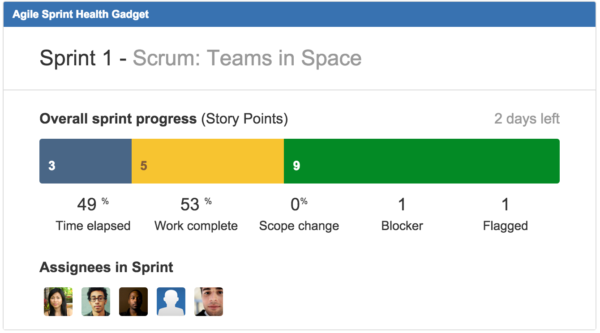 Agile Sprint Health Gadget
Sprint 1 - Scrum: Teams in Space
Overall sprint progress (Story Points) 2 days left
3 5 9
49 % 53 % 0% 1 1
Time elapsed Work complete Scope change Blocker Flagged
Assignees in Sprint